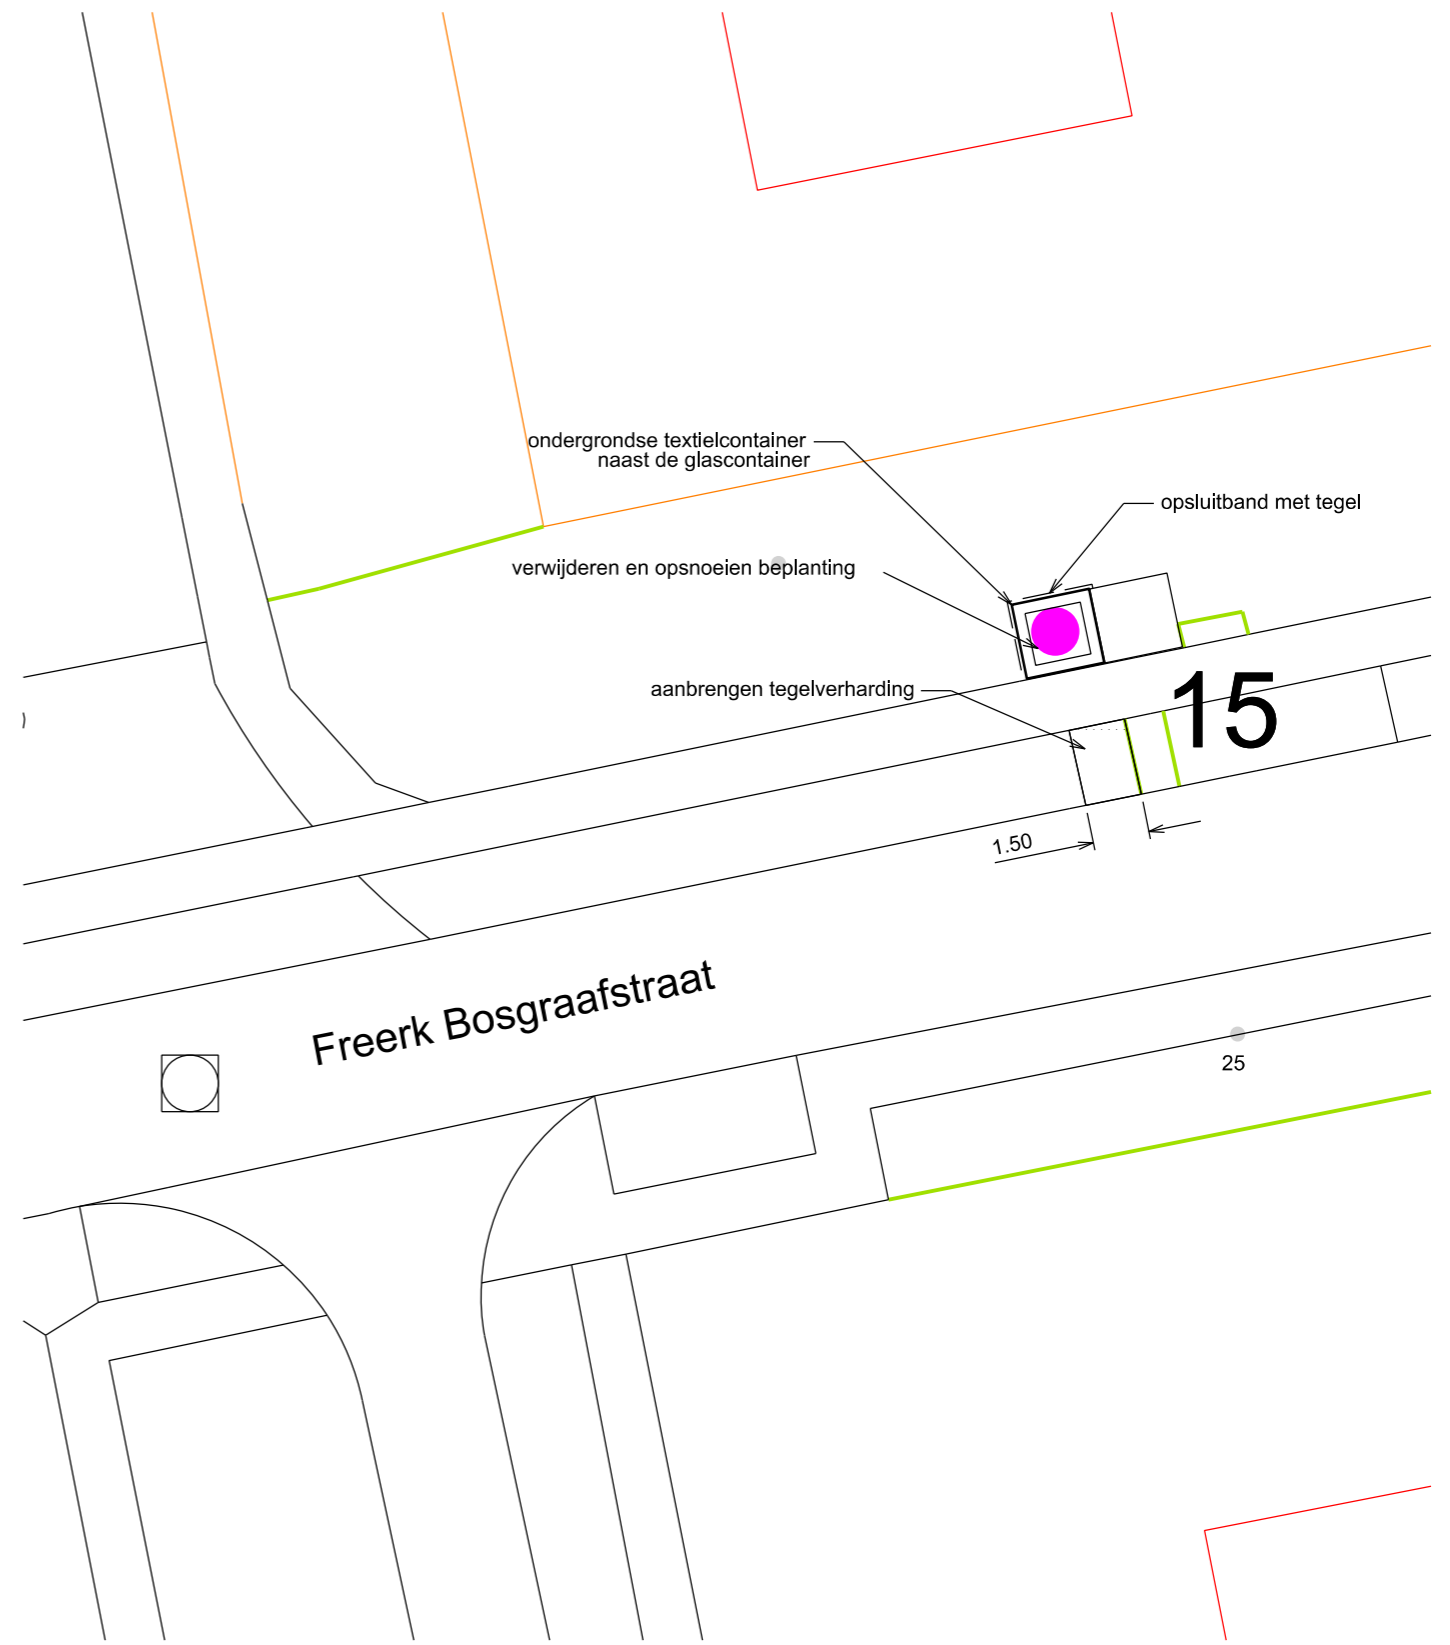 ondergrondse textielcontainer
naast de glascontainer
opsluitband met tegel
verwijderen en opsnoeien beplanting
aanbrengen tegelverharding
15
1.50
Freerk Bosgraafstraat
25